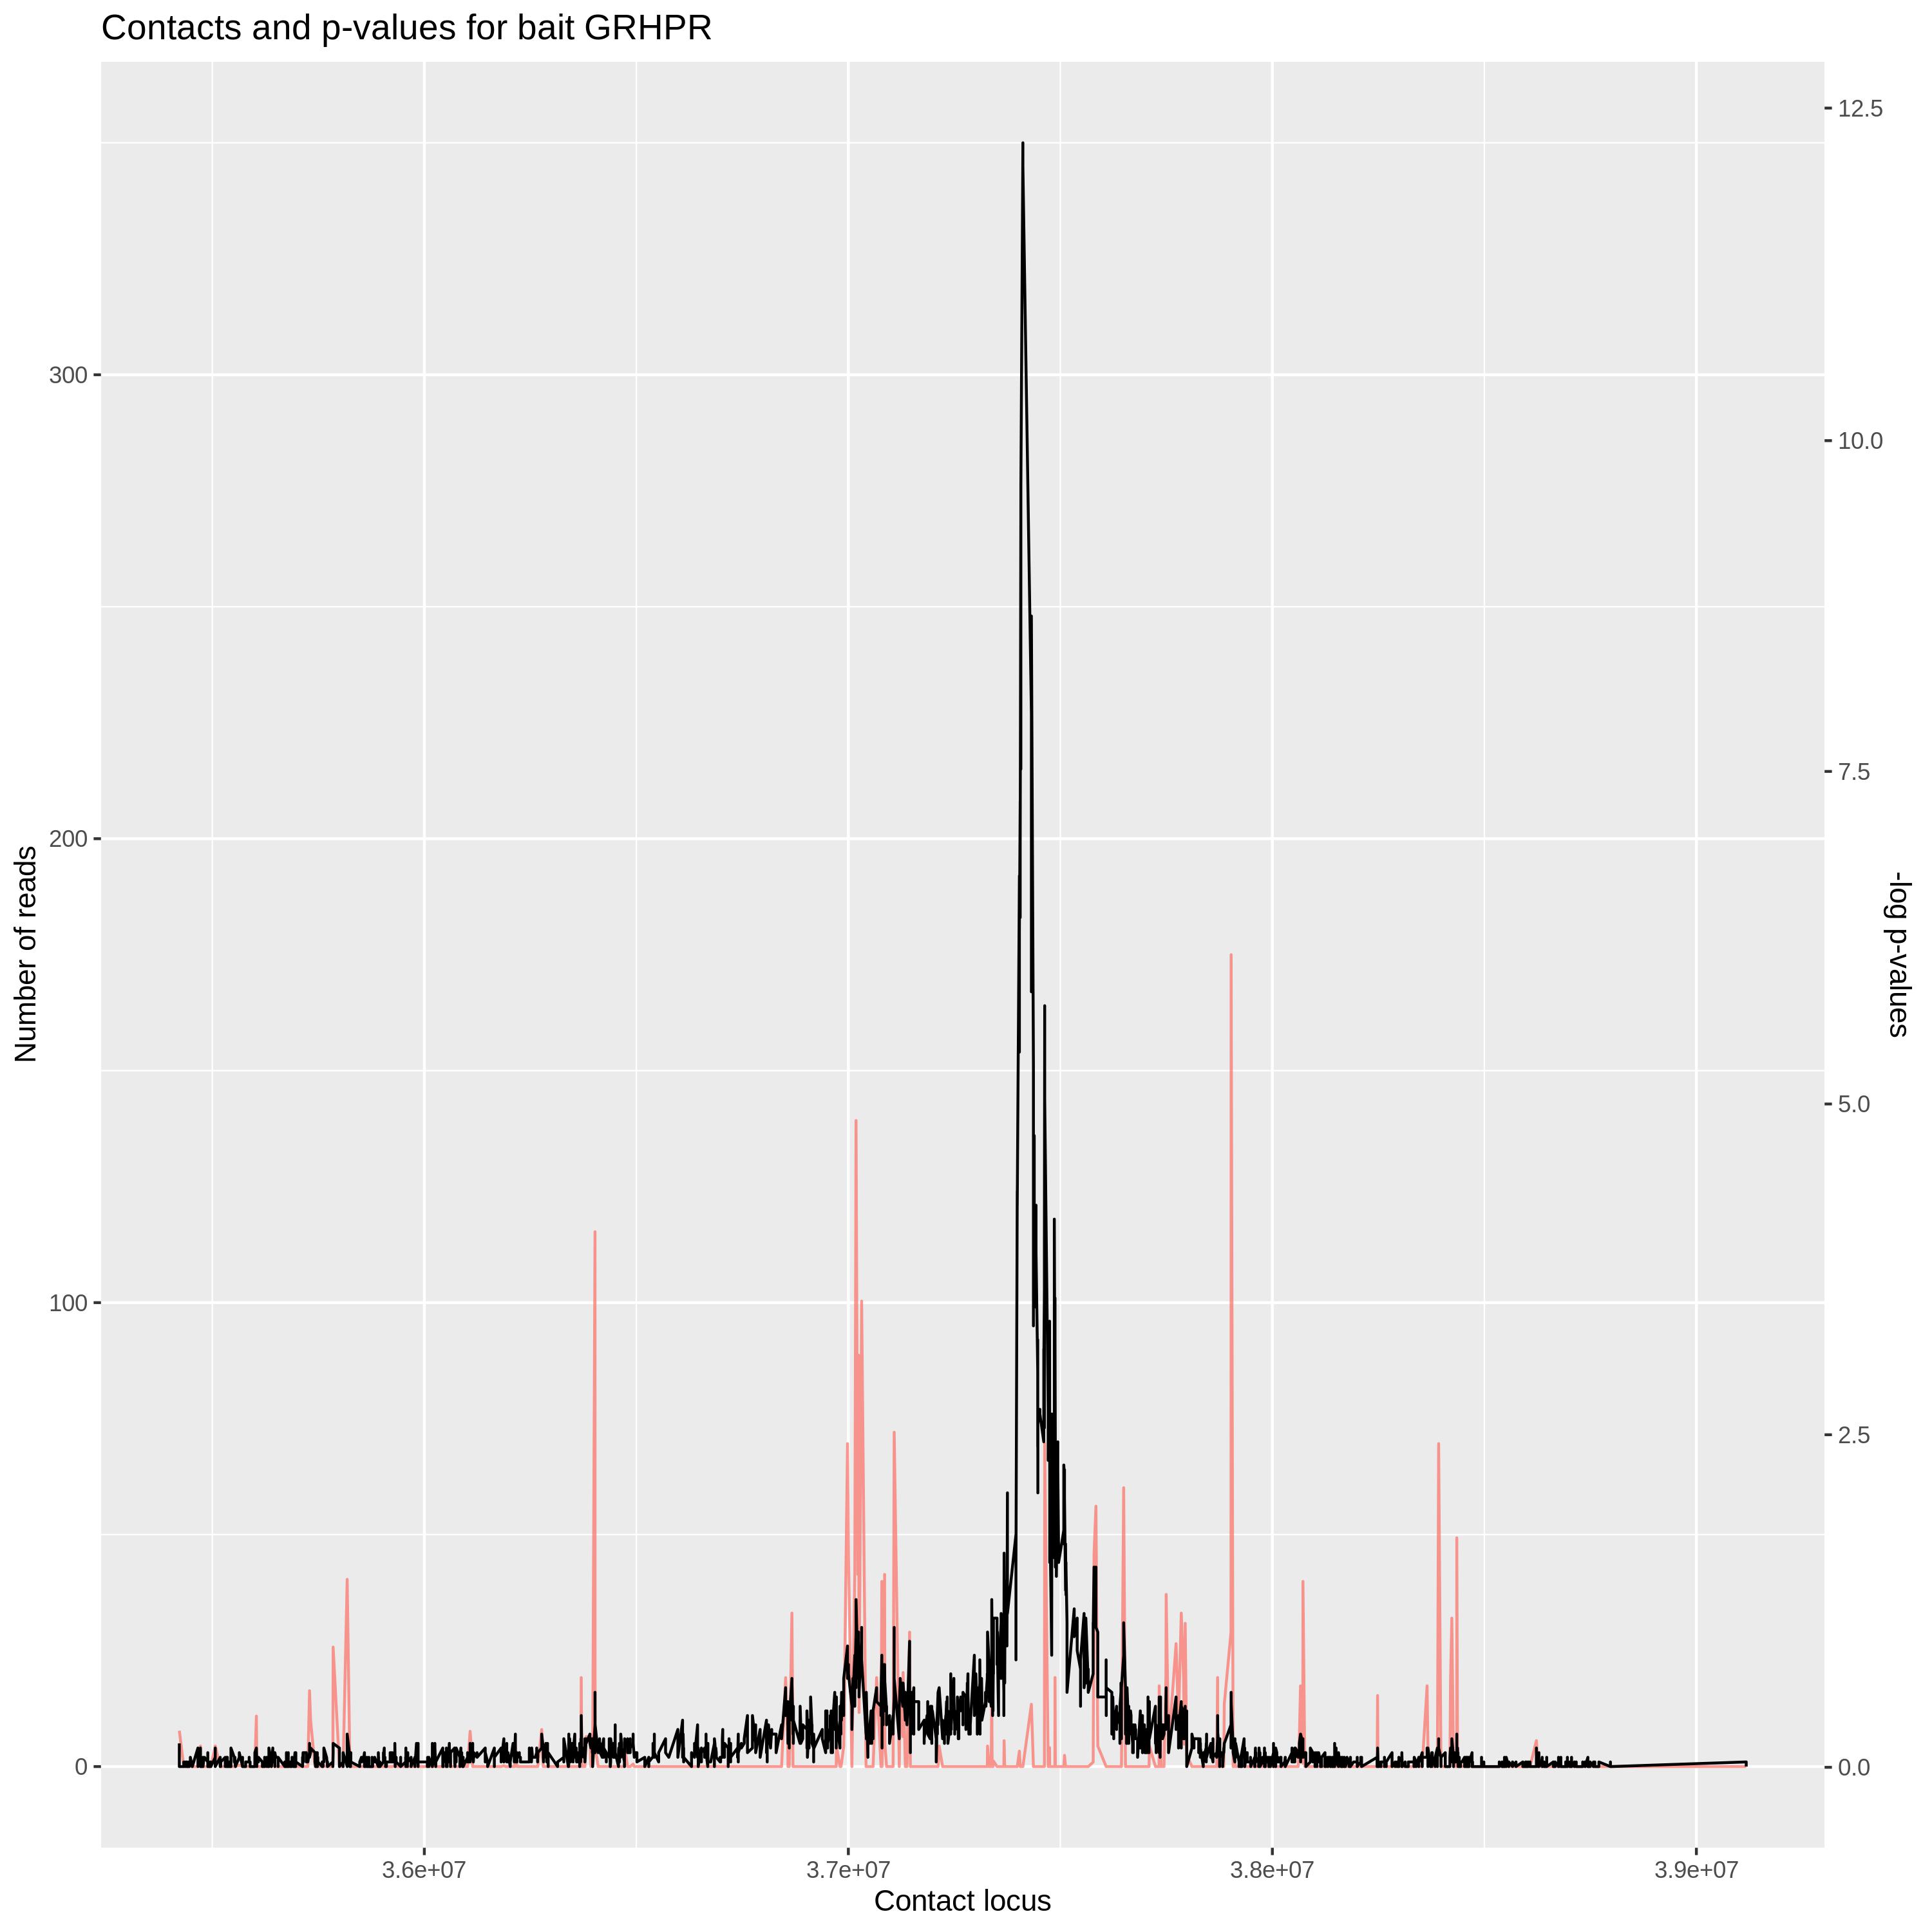 Contacts and p-values for bait GRHPR
Number of reads
300
200
100
0
12.5
10.0
7.5
5.0
2.5
0.0
-log p-values
3.6e+07
3.7e+07
3.8e+07
3.9e+07
Contact locus